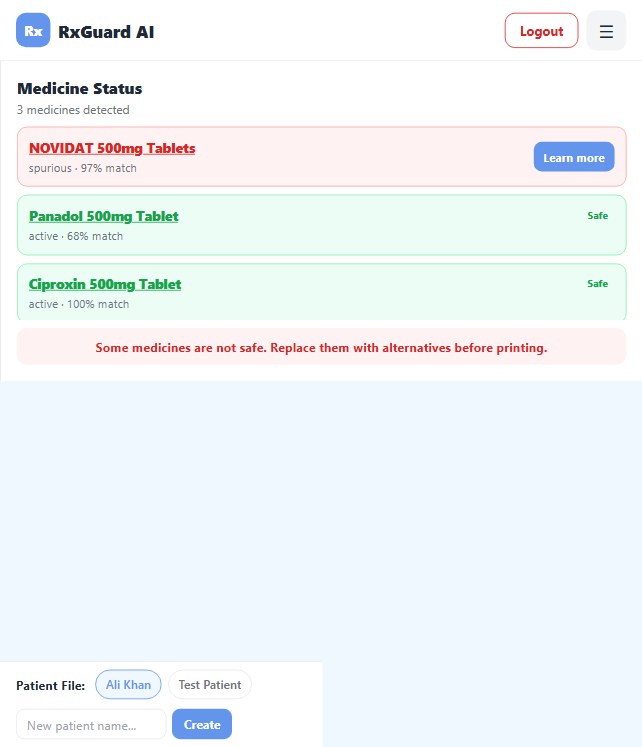 Rx RxGuard AI
Logout ☰
Medicine Status
3 medicines detected
NOVIDAT 500mg Tablets
spurious · 97% match
Learn more
Panadol 500mg Tablet
active · 68% match
Safe
Ciproxin 500mg Tablet
active · 100% match
Safe
Some medicines are not safe. Replace them with alternatives before printing.
Patient File: Ali Khan Test Patient
New patient name... Create